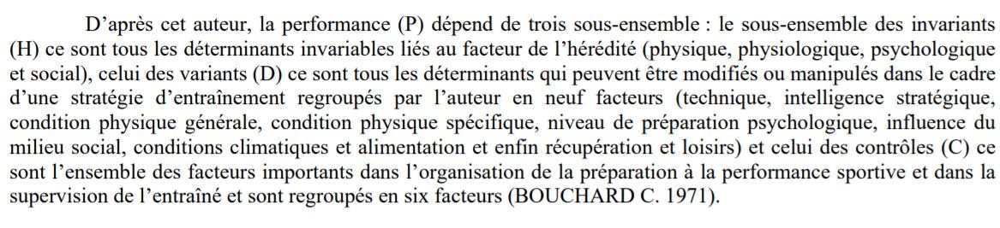 D’après cet auteur, la performance (P) dépend de trois sous-ensemble : le sous-ensemble des invariants
(H) ce sont tous les déterminants invariables liés au facteur de l’hérédité (physique, physiologique, psychologique
et social), celui des variants (D) ce sont tous les déterminants qui peuvent être modifiés ou manipulés dans le cadre
d’une stratégie d’entraînement regroupés par l’auteur en neuf facteurs (technique, intelligence stratégique,
condition physique générale, condition physique spécifique, niveau de préparation psychologique, influence du
milieu social, conditions climatiques et alimentation et enfin récupération et loisirs) et celui des contrôles (C) ce
sont l’ensemble des facteurs importants dans l’organisation de la préparation à la performance sportive et dans la
supervision de l’entraîné et sont regroupés en six facteurs (BOUCHARD C. 1971).